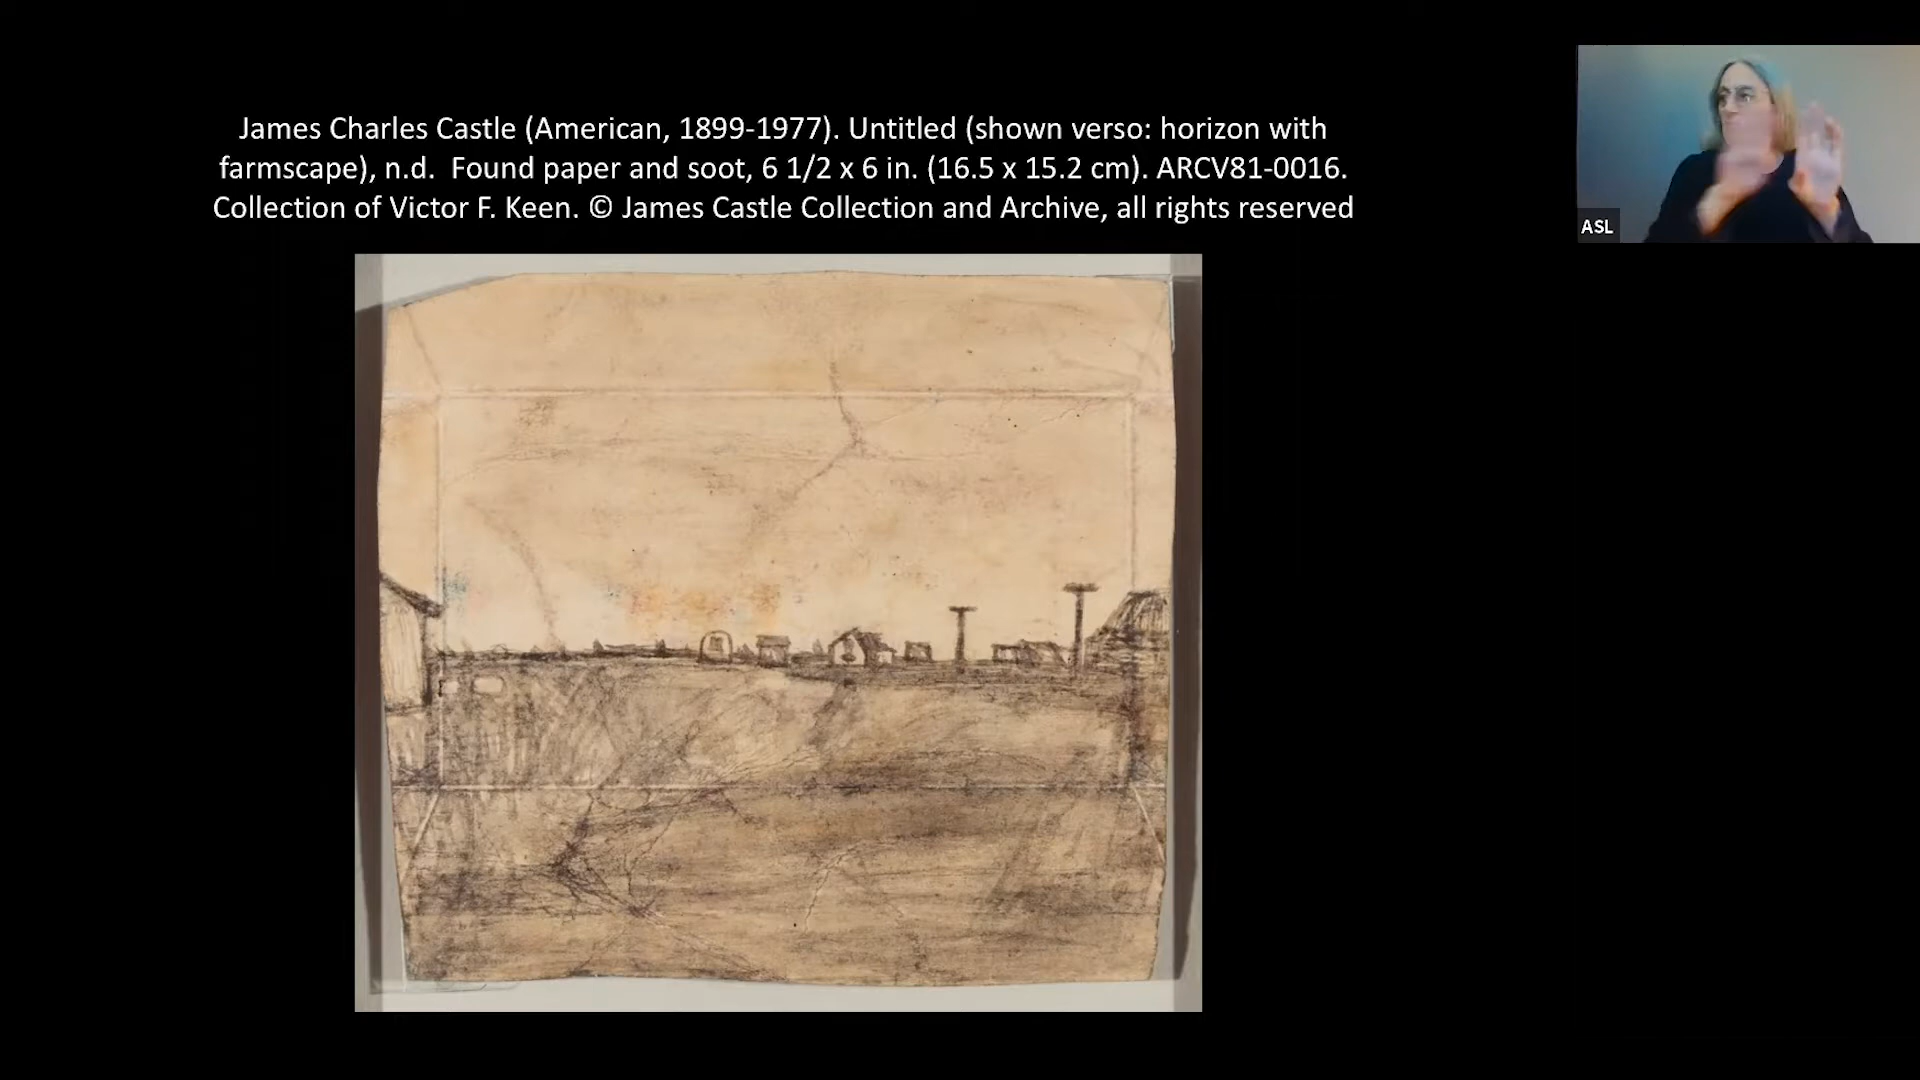 James Charles Castle (American, 1899-1977). Untitled (shown verso: horizon with
farmscape), n.d.  Found paper and soot, 6 1/2 x 6 in. (16.5 x 15.2 cm). ARCV81-0016.
Collection of Victor F. Keen. © James Castle Collection and Archive, all rights reserved
ASL